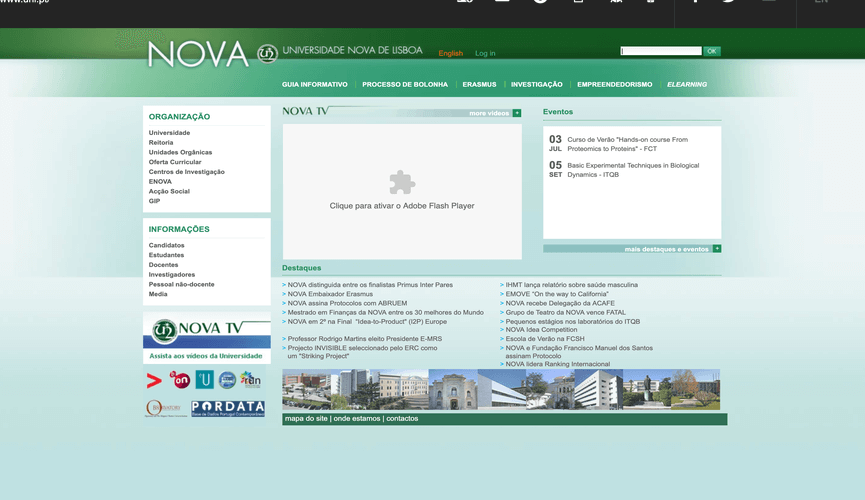 www.unl.pt
EN
NOVA
UNIVERSIDADE NOVA DE LISBOA
English
Log in
OK
GUIA INFORMATIVO
PROCESSO DE BOLONHA
ERASMUS
INVESTIGAÇÃO
EMPREENDEDORISMO
ELEARNING
ORGANIZAÇÃO
Universidade
Reitoria
Unidades Orgânicas
Oferta Curricular
Centros de Investigação
ENOVA
Acção Social
GIP
INFORMAÇÕES
Candidatos
Estudantes
Docentes
Investigadores
Pessoal não-docente
Media
NOVA TV
Assista aos vídeos da Universidade
PORDATA
NOVA TV
more videos +
Clique para ativar o Adobe Flash Player
Eventos
03 JUL
Curso de Verão "Hands-on course From
Proteomics to Proteins" - FCT
05 SET
Basic Experimental Techniques in Biological
Dynamics - ITQB
mais destaques e eventos +
Destaques
> NOVA distinguida entre os finalistas Primus Inter Pares
> NOVA Embaixador Erasmus
> NOVA assina Protocolos com ABRUEM
> Mestrado em Finanças da NOVA entre os 30 melhores do Mundo
> NOVA em 2º na Final "Idea-to-Product" (I2P) Europe
> Professor Rodrigo Martins eleito Presidente E-MRS
> Projecto INVISIBLE seleccionado pelo ERC como
um "Striking Project"
> IHMT lança relatório sobre saúde masculina
> EMOVE "On the way to California"
> NOVA recebe Delegação da ACAFE
> Grupo de Teatro da NOVA vence FATAL
> Pequenos estágios nos laboratórios do ITQB
> NOVA Idea Competition
> Escola de Verão na FCSH
> NOVA e Fundação Francisco Manuel dos Santos
assinam Protocolo
> NOVA lidera Ranking Internacional
mapa do site | onde estamos | contactos